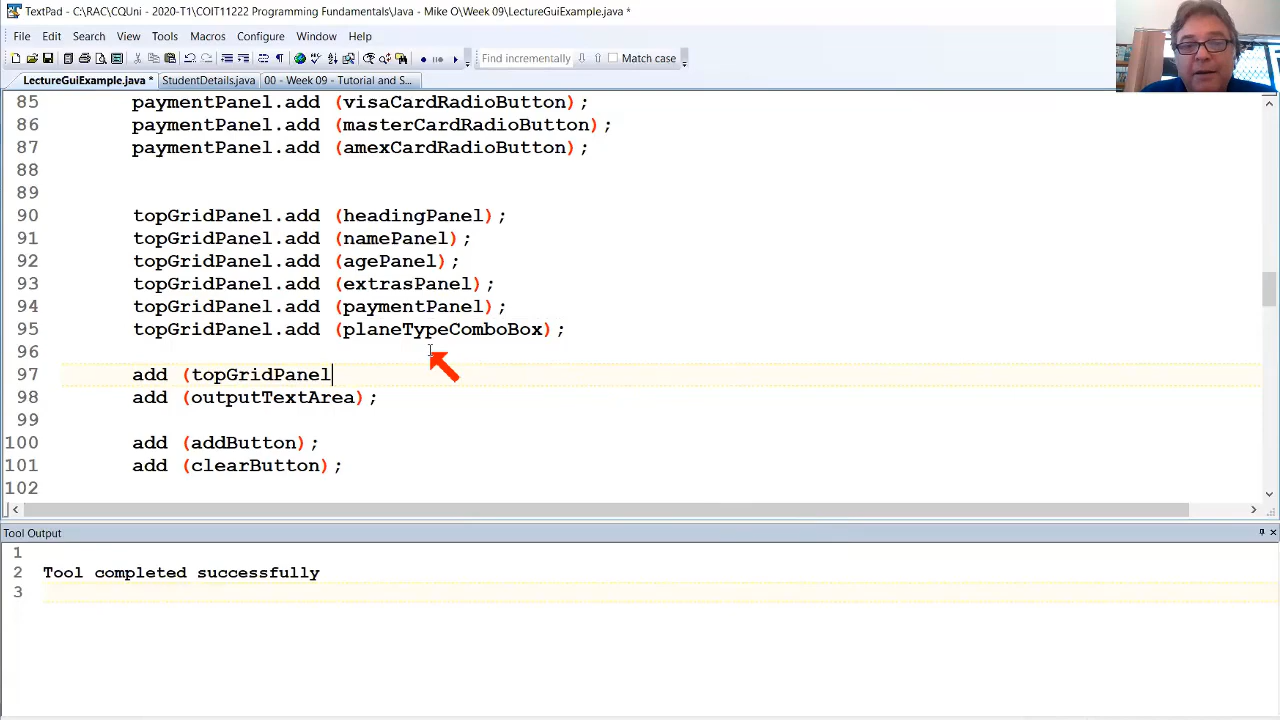 TextPad - C:\RAC\CQUni - 2020-T1\COIT11222 Programming Fundamentals\Java - Mike O\Week 09\LectureGuiExample.java *
File Edit Search View Tools Macros Configure Window Help
Find incrementally Match case
LectureGuiExample.java * StudentDetails.java 00 - Week 09 - Tutorial and S...
85 paymentPanel.add (visaCardRadioButton);
86 paymentPanel.add (masterCardRadioButton);
87 paymentPanel.add (amexCardRadioButton);
88
89
90 topGridPanel.add (headingPanel);
91 topGridPanel.add (namePanel);
92 topGridPanel.add (agePanel);
93 topGridPanel.add (extrasPanel);
94 topGridPanel.add (paymentPanel);
95 topGridPanel.add (planeTypeComboBox);
96
97 add (topGridPanel
98 add (outputTextArea);
99
100 add (addButton);
101 add (clearButton);
102
Tool Output
1
2 Tool completed successfully
3